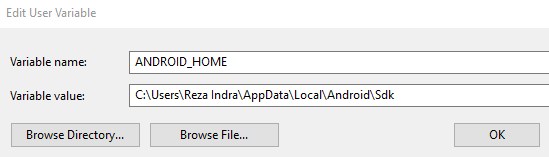 Edit User Variable
Variable name: ANDROID_HOME
Variable value: C:\Users\Reza Indra\AppData\Local\Android\Sdk
Browse Directory... Browse File... OK